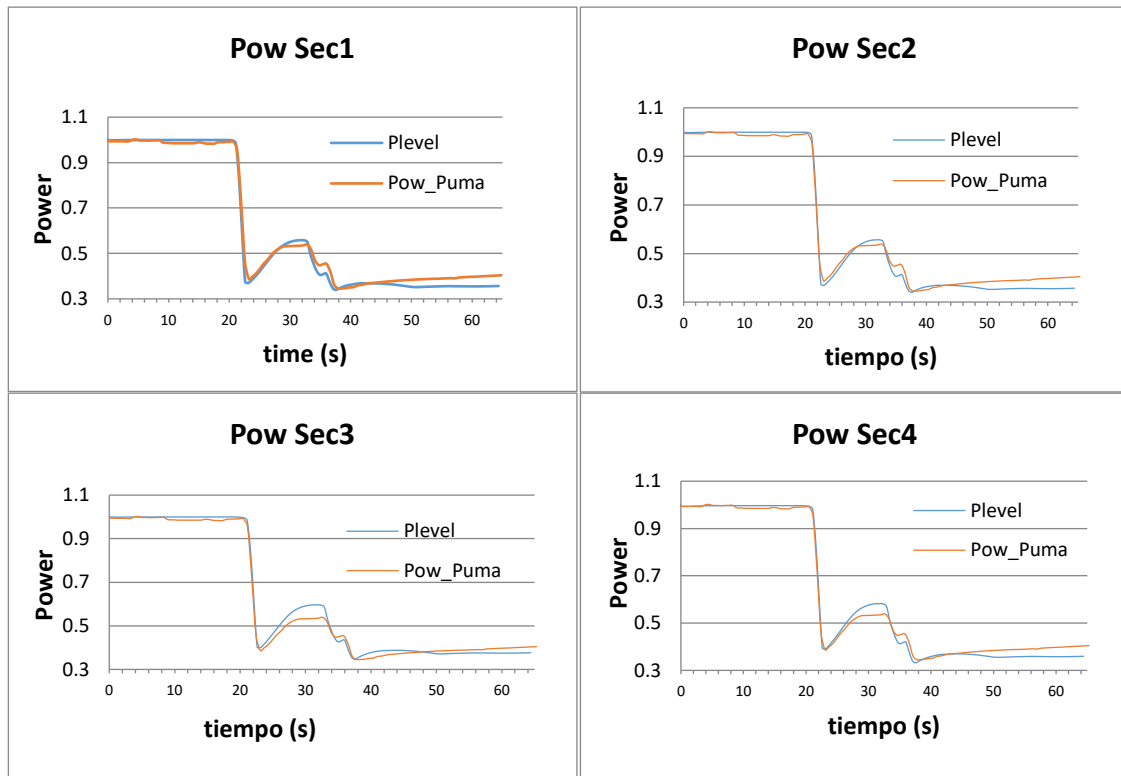 Pow Sec1
Power
1.1
0.9
0.7
0.5
0.3
Plevel
Pow_Puma
0 10 20 30 40 50 60
time (s)
Pow Sec2
Power
1.1
0.9
0.7
0.5
0.3
Plevel
Pow_Puma
0 10 20 30 40 50 60
tiempo (s)
Pow Sec3
Power
1.1
0.9
0.7
0.5
0.3
Plevel
Pow_Puma
0 10 20 30 40 50 60
tiempo (s)
Pow Sec4
Power
1.1
0.9
0.7
0.5
0.3
Plevel
Pow_Puma
0 10 20 30 40 50 60
tiempo (s)